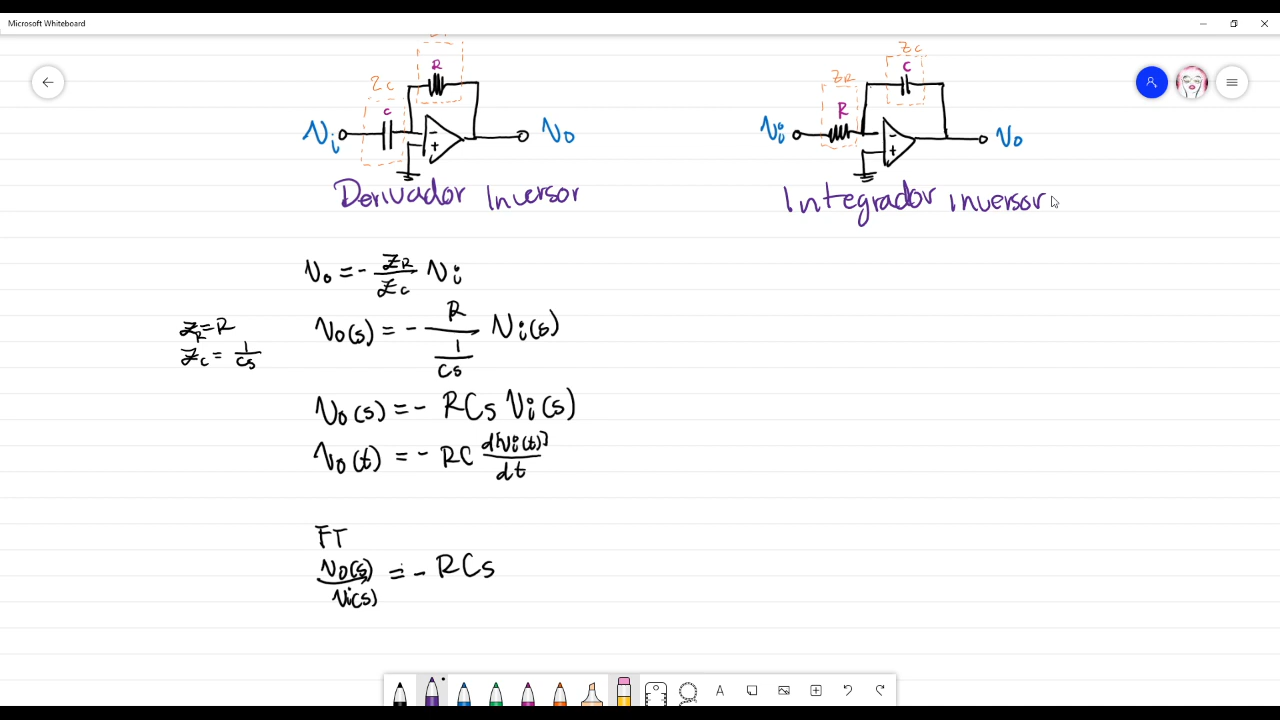 Microsoft Whiteboard
R
Zc
c
Vi
Vo
-
+
Derivador Inversor
Zc
C
ZR
R
Vi
Vo
-
+
Integrador inversor
Vo = - ZR/Zc Vi
ZR = R
Zc = 1/Cs
Vo(s) = - R/(1/Cs) Vi(s)
Vo(s) = - RCs Vi(s)
Vo(t) = - RC d[Vi(t)]/dt
FT
Vo(s)/Vi(s) = - RCs
A